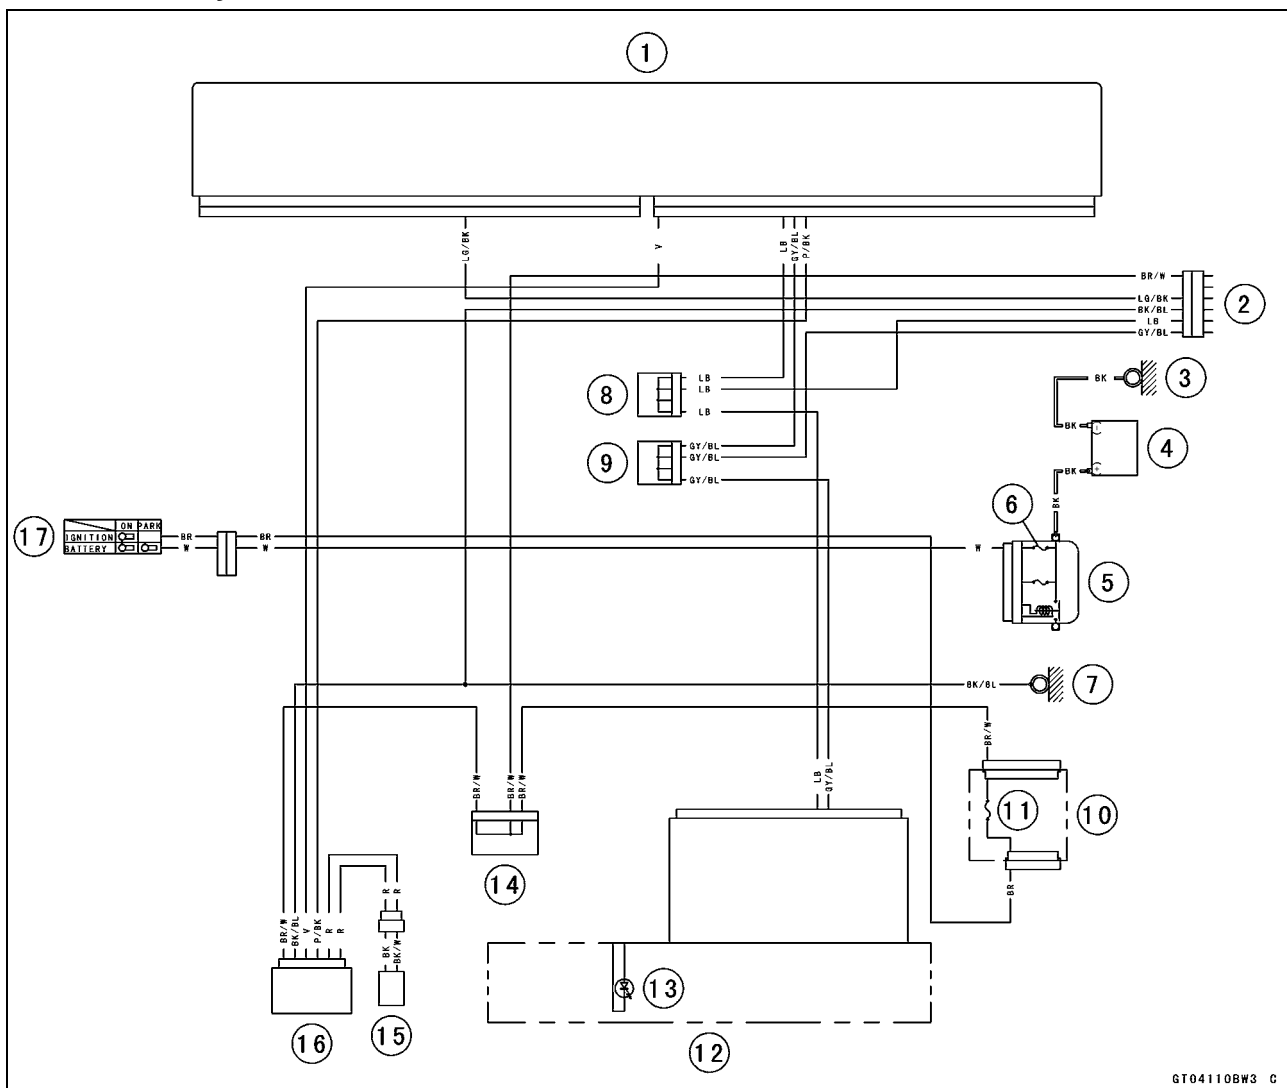 1
LG/BK
V
LB
GY/BL
P/BK
BR/W
LG/BK
BK/BL
LB
GY/BL
2
BK
3
LB
LB
LB
8
BK
-
4
GY/BL
GY/BL
GY/BL
9
+
BK
BK
6
17
ON PARK
IGNITION
BATTERY
BR
W
BR
W
W
5
BK/BL
7
BR/W
BR/W
BR/W
BR/W
LB
GY/BL
11
10
14
BR
R
R
BR/W
BK/BL
V
P/BK
R
R
BK
BK/W
13
16
15
12
GT04110BW3 C